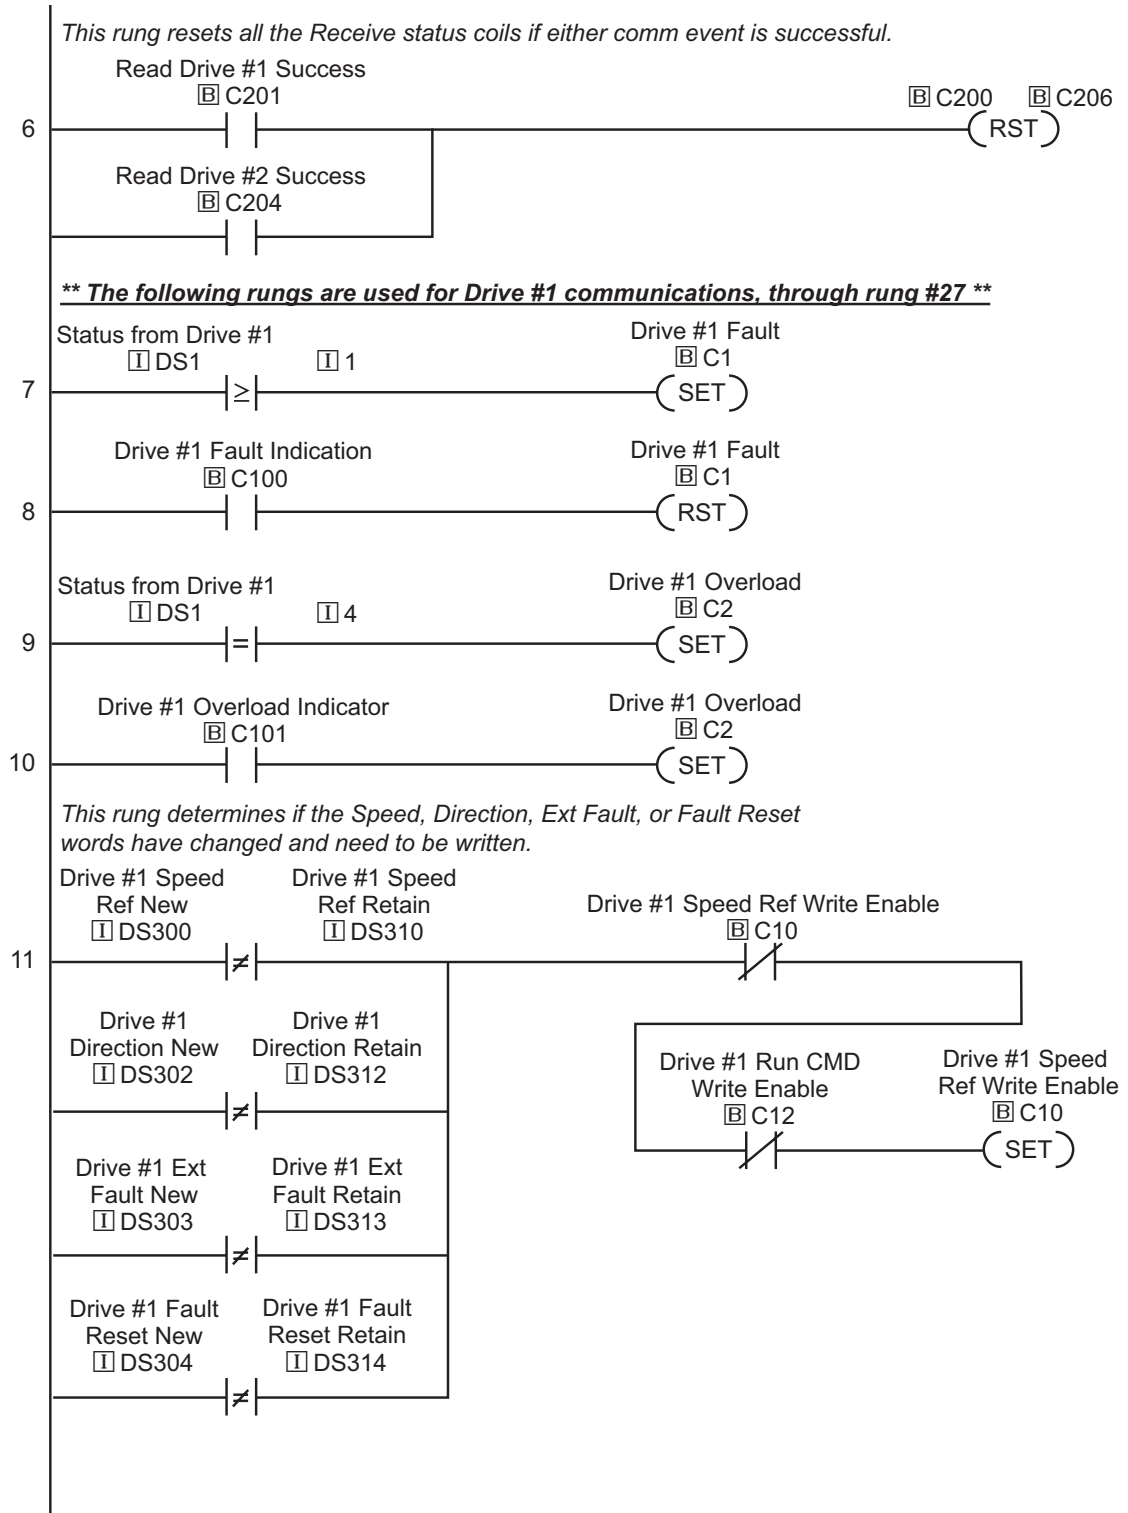 This rung resets all the Receive status coils if either comm event is successful.
Read Drive #1 Success
B C201
B C200 B C206
6
RST
Read Drive #2 Success
B C204
** The following rungs are used for Drive #1 communications, through rung #27 **
Status from Drive #1
Drive #1 Fault
I DS1 I 1
B C1
7
≥
SET
Drive #1 Fault Indication
Drive #1 Fault
B C100
B C1
8
RST
Status from Drive #1
Drive #1 Overload
I DS1 I 4
B C2
9
=
SET
Drive #1 Overload Indicator
Drive #1 Overload
B C101
B C2
10
SET
This rung determines if the Speed, Direction, Ext Fault, or Fault Reset
words have changed and need to be written.
Drive #1 Speed
Ref New
I DS300
Drive #1 Speed
Ref Retain
I DS310
Drive #1 Speed Ref Write Enable
B C10
11
≠
Drive #1
Direction New
I DS302
Drive #1
Direction Retain
I DS312
≠
Drive #1 Run CMD
Write Enable
B C12
Drive #1 Speed
Ref Write Enable
B C10
SET
Drive #1 Ext
Fault New
I DS303
Drive #1 Ext
Fault Retain
I DS313
≠
Drive #1 Fault
Reset New
I DS304
Drive #1 Fault
Reset Retain
I DS314
≠